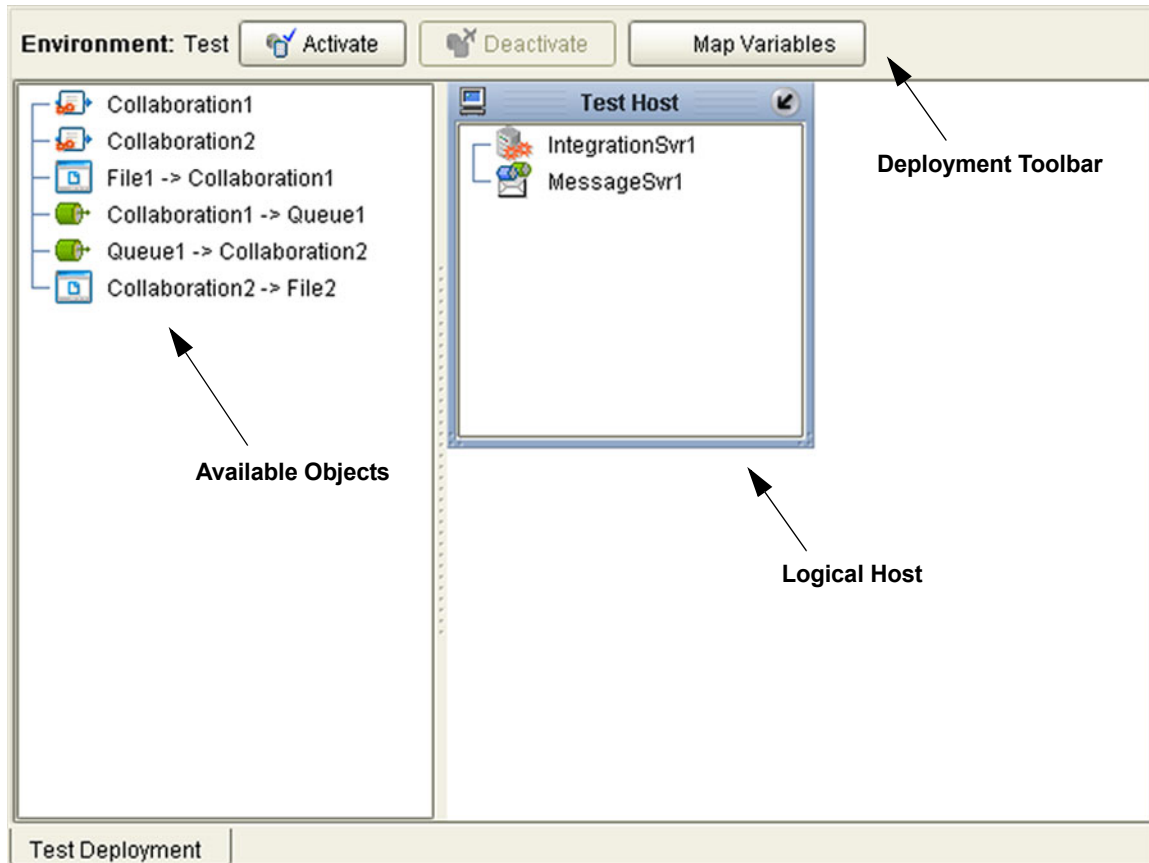 Environment: Test Activate Deactivate Map Variables
Collaboration1
Collaboration2
File1 -> Collaboration1
Collaboration1 -> Queue1
Queue1 -> Collaboration2
Collaboration2 -> File2
Test Host
IntegrationSvr1
MessageSvr1
Deployment Toolbar
Available Objects
Logical Host
Test Deployment